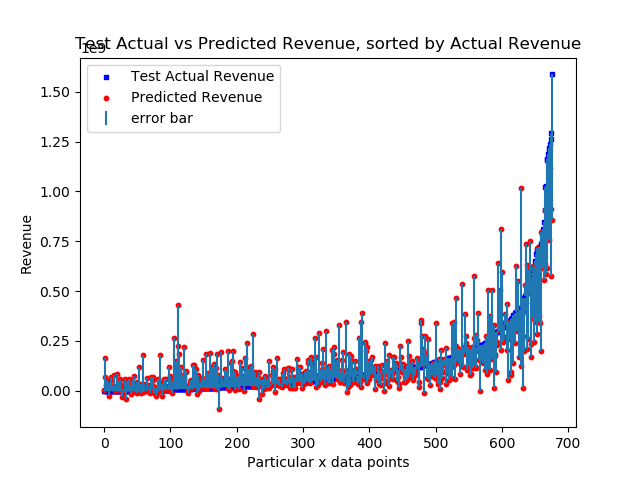 Test Actual vs Predicted Revenue, sorted by Actual Revenue
1e9
Test Actual Revenue
Predicted Revenue
error bar
1.50
1.25
1.00
0.75
0.50
0.25
0.00
Revenue
0 100 200 300 400 500 600 700
Particular x data points